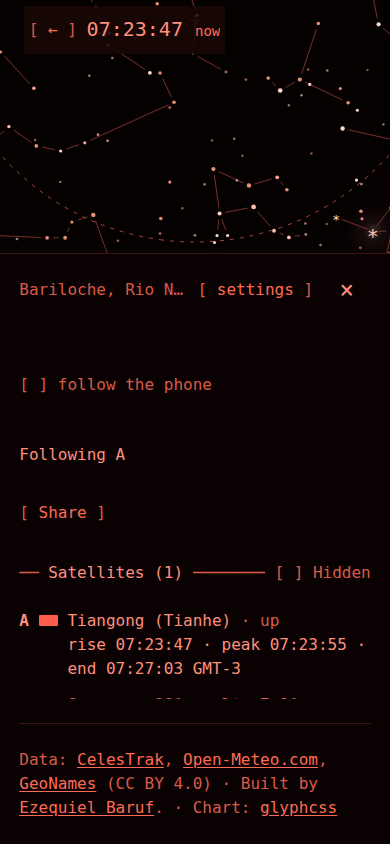 [ ← ] 07:23:47 now
Bariloche, Rio N… [ settings ] ×
[ ] follow the phone
Following A
[ Share ]
── Satellites (1) ──────── [ ] Hidden
A Tiangong (Tianhe) · up
rise 07:23:47 · peak 07:23:55 ·
end 07:27:03 GMT-3
Data: CelesTrak, Open-Meteo.com,
GeoNames (CC BY 4.0) · Built by
Ezequiel Baruf. · Chart: glyphcss